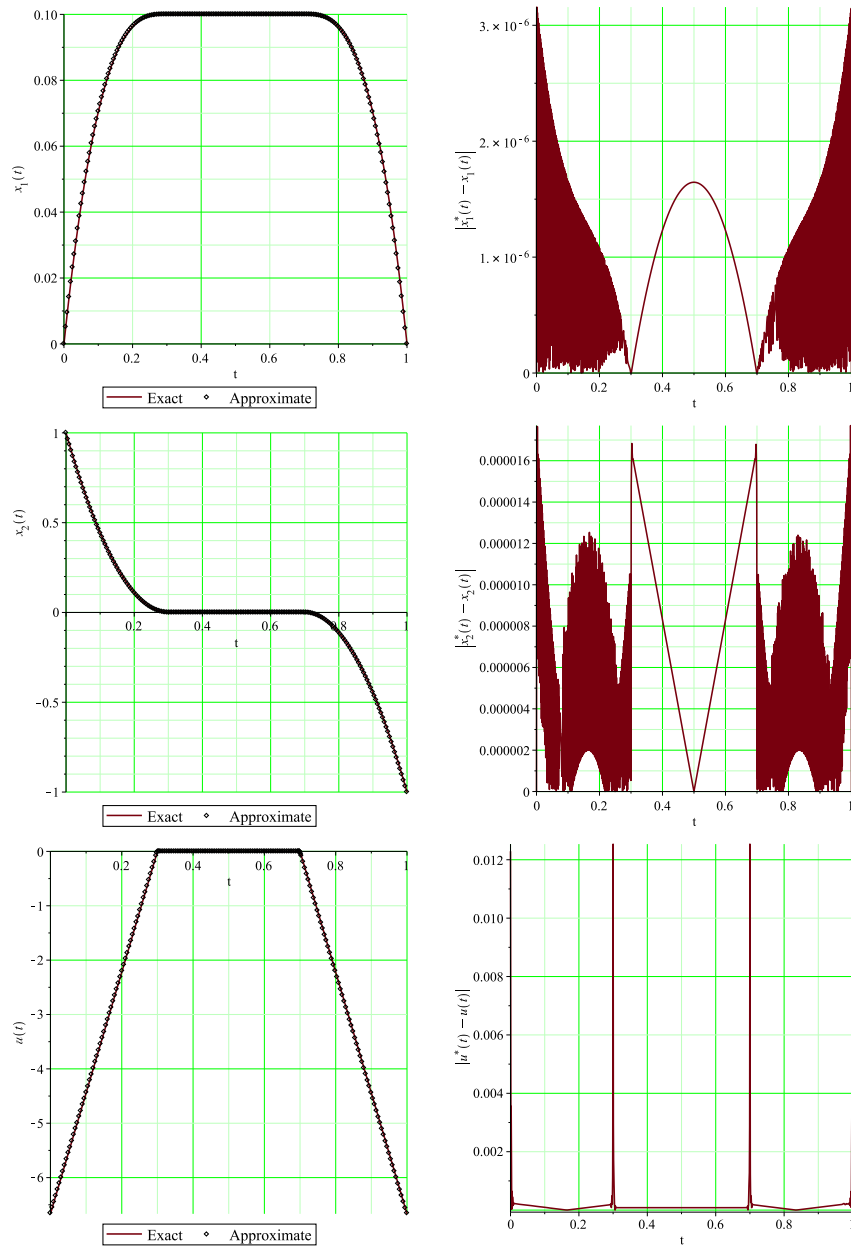 0.10
0.08
0.06
x₁(t)
0.04
0.02
0
0 0.2 0.4 0.6 0.8 1
t
Exact Approximate
3. × 10⁻⁶
2. × 10⁻⁶
|x₁*(t) − x₁(t)|
1. × 10⁻⁶
0
0 0.2 0.4 0.6 0.8 1
t
1
0.5
x₂(t)
0
0.2 0.4 0.6 0.8 1
t
−0.5
−1
Exact Approximate
0.000016
0.000014
0.000012
0.000010
|x₂*(t) − x₂(t)|
0.000008
0.000006
0.000004
0.000002
0
0 0.2 0.4 0.6 0.8 1
t
0
0.2 0.4 0.6 0.8 1
t
−1
−2
−3
u(t)
−4
−5
−6
Exact Approximate
0.012
0.010
0.008
|u*(t) − u(t)|
0.006
0.004
0.002
0 0.2 0.4 0.6 0.8 1
t